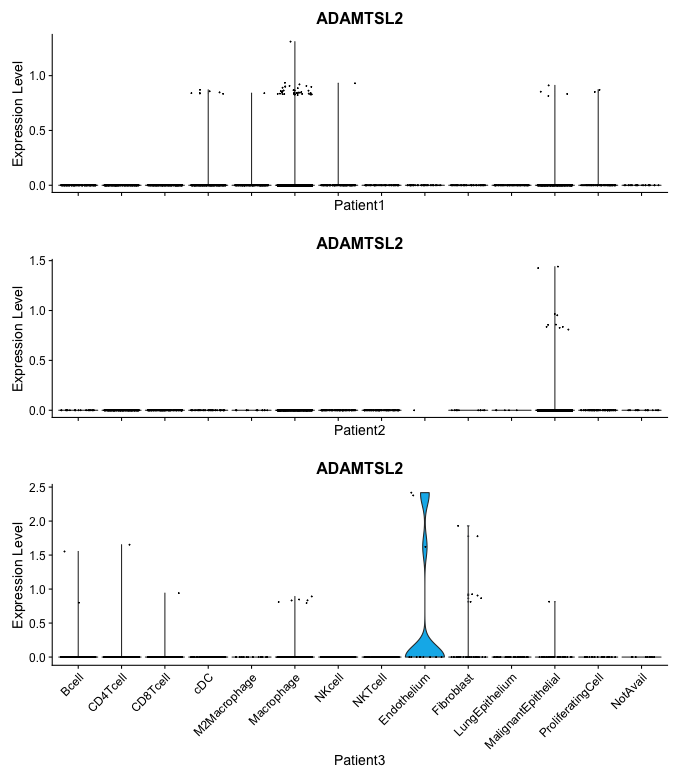 ADAMTSL2
Expression Level
1.0
0.5
0.0
Patient1
ADAMTSL2
Expression Level
1.5
1.0
0.5
0.0
Patient2
ADAMTSL2
Expression Level
2.5
2.0
1.5
1.0
0.5
0.0
Bcell
CD4Tcell
CD8Tcell
cDC
M2Macrophage
Macrophage
NKcell
NKTcell
Endothelium
Fibroblast
LungEpithelium
MalignantEpithelial
ProliferatingCell
NotAvail
Patient3